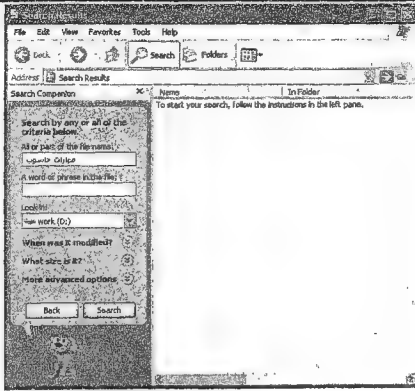 Search Results
File Edit View Favorites Tools Help
Back Search Folders
Address Search Results
Search Companion
Name In Folder
To start your search, follow the instructions in the left pane.
Search by any or all of the
criteria below.
All or part of the file name:
مهارات حاسوب
A word or phrase in the file:
Look in:
work (D:)
When was it modified?
What size is it?
More advanced options
Back Search